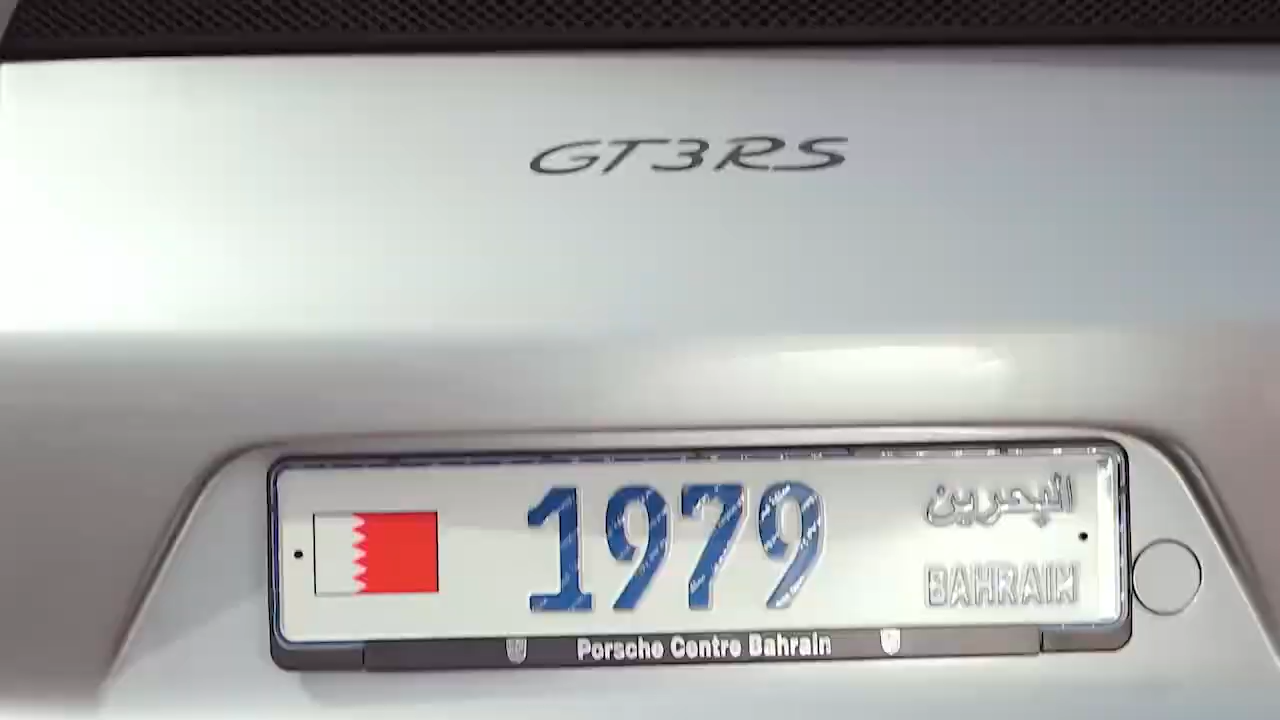 GT3RS
1979
البحرين
BAHRAIN
Porsche Centre Bahrain